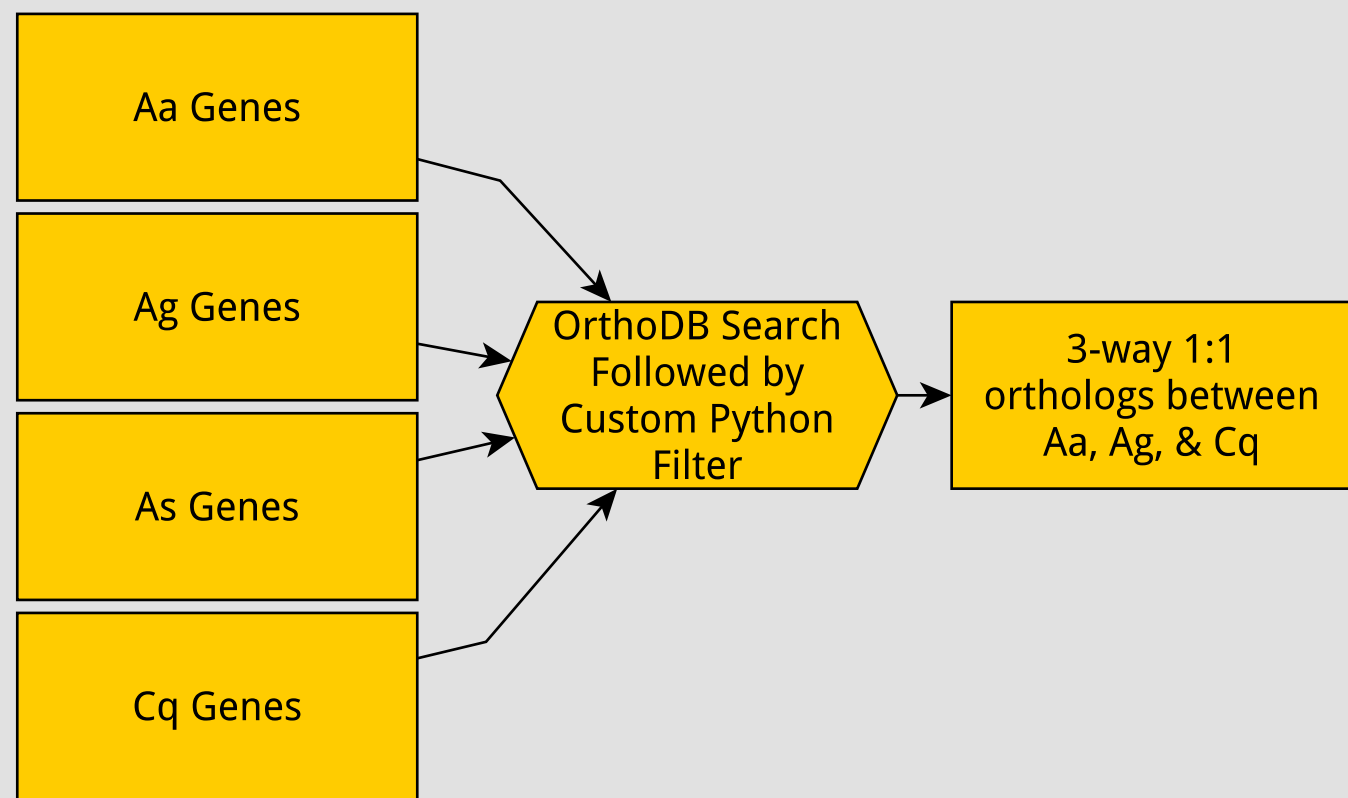 Aa Genes
Ag Genes
As Genes
Cq Genes
OrthoDB Search
Followed by
Custom Python
Filter
3-way 1:1
orthologs between
Aa, Ag, & Cq